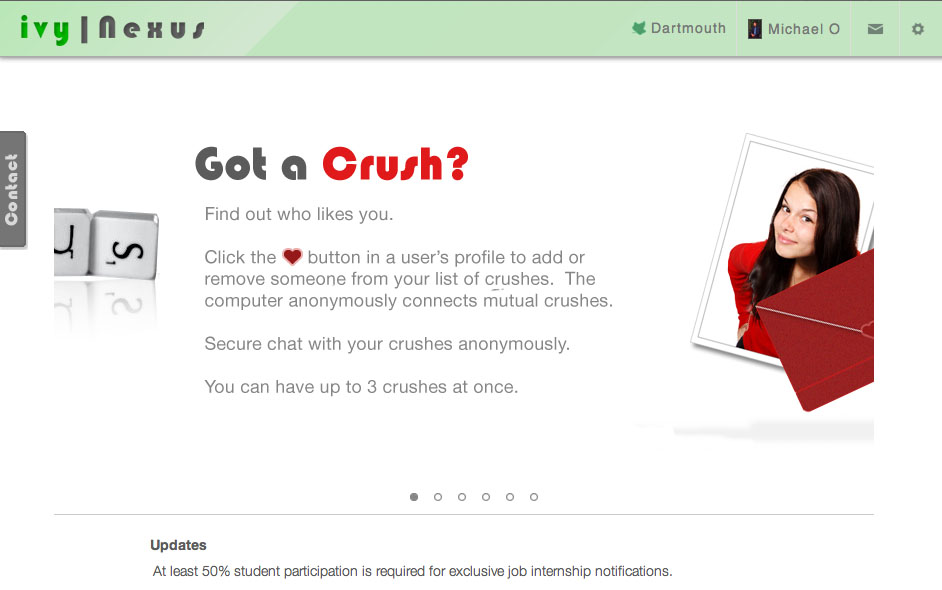 ivy|Nexus
Dartmouth
Michael O
Contact
Got a Crush?
Find out who likes you.
Click the button in a user's profile to add or
remove someone from your list of crushes. The
computer anonymously connects mutual crushes.
Secure chat with your crushes anonymously.
You can have up to 3 crushes at once.
S
Updates
At least 50% student participation is required for exclusive job internship notifications.